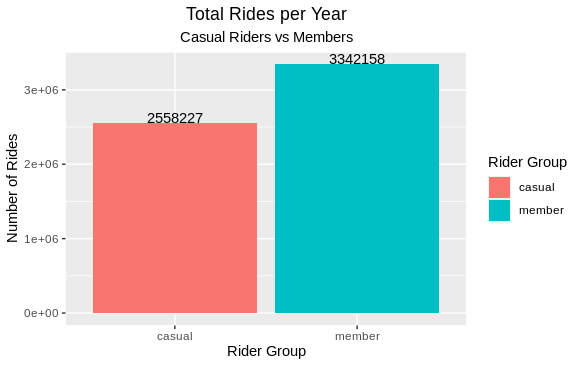 Total Rides per Year
Casual Riders vs Members
Number of Rides
3e+06
2e+06
1e+06
0e+00
2558227
3342158
casual
member
Rider Group
Rider Group
casual
member